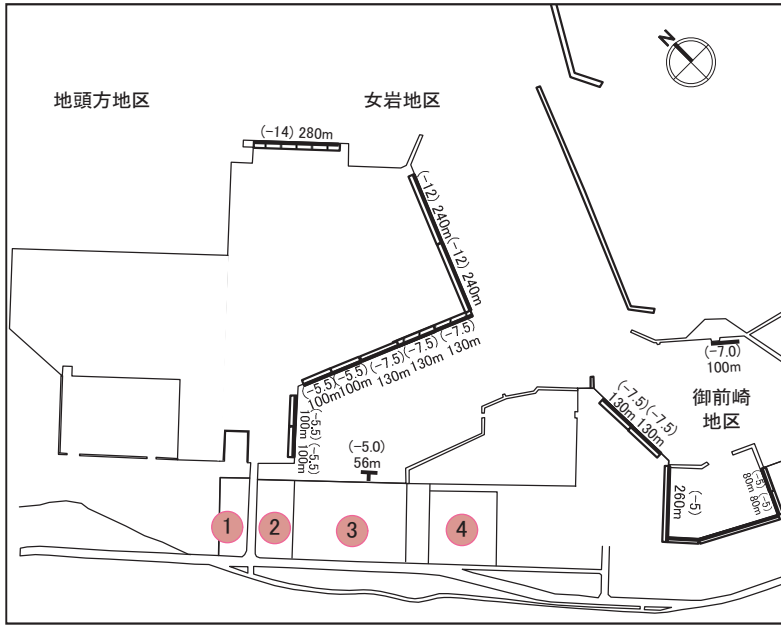 N
地頭方地区
女岩地区
(-14) 280m
(-12) 240m
(-12) 240m
(-5.5)
100m
(-5.5)
100m
(-7.5)
130m
(-7.5)
130m
(-7.5)
130m
(-5.5)
100m
(-5.5)
100m
(-5.0)
56m
(-7.0)
100m
御前崎
地区
(-7.5)
130m
(-7.5)
130m
(-5)
260m
(-5)
80m
(-5)
80m
1
2
3
4